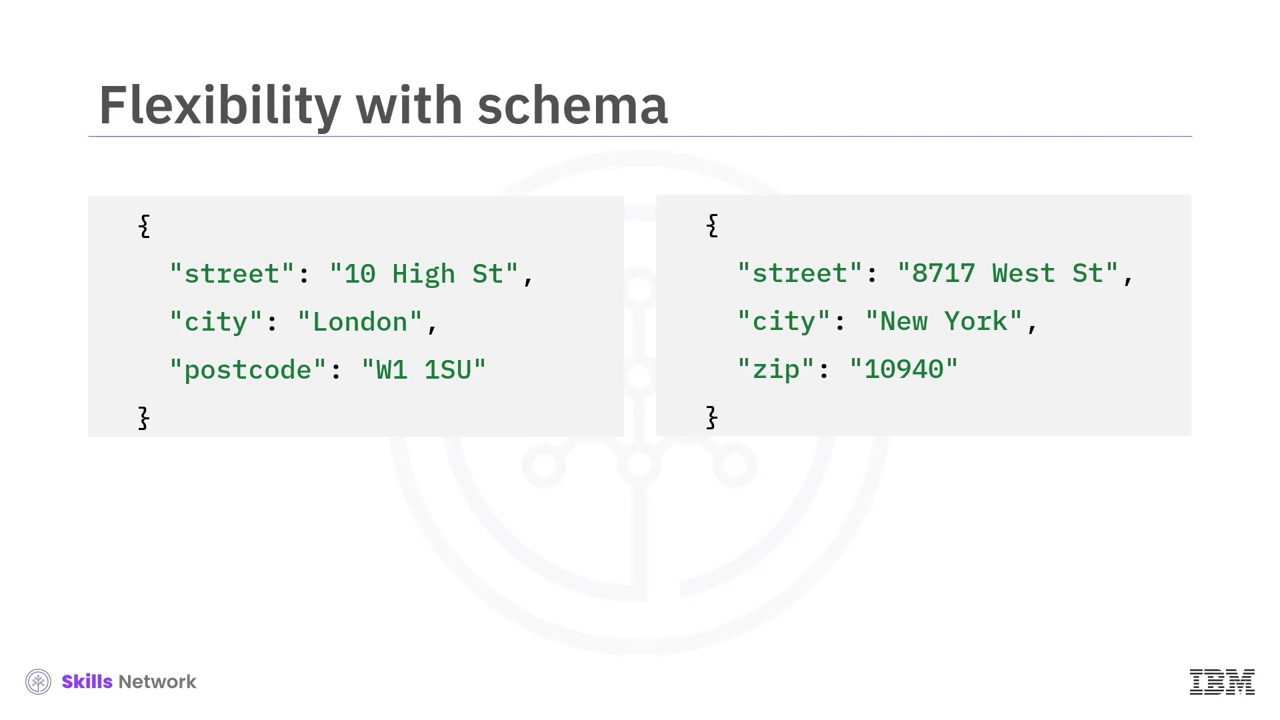 Flexibility with schema
{
"street": "10 High St",
"city": "London",
"postcode": "W1 1SU"
}
{
"street": "8717 West St",
"city": "New York",
"zip": "10940"
}
Skills Network
IBM